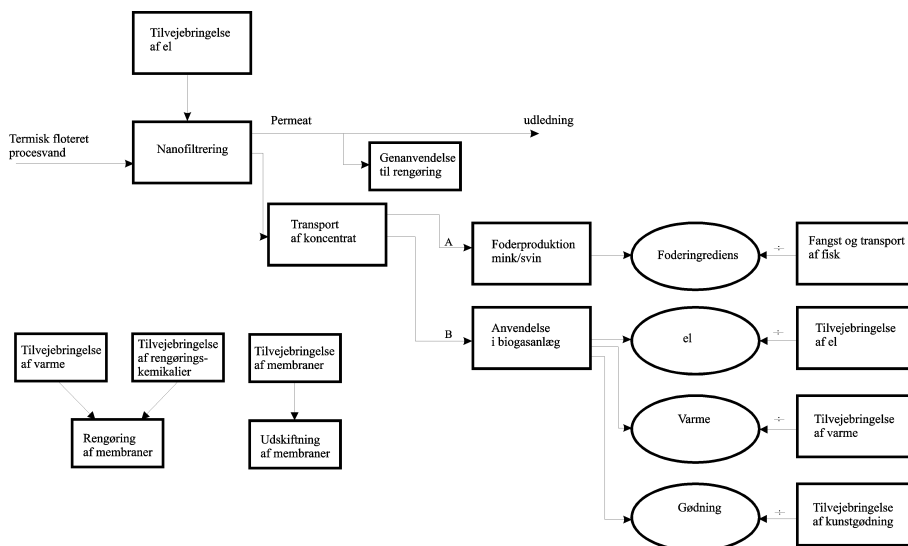 Tilvejebringelse
af el
Termisk floteret
procesvand
Nanofiltrering
Permeat
udledning
Genanvendelse
til rengøring
Transport
af koncentrat
A
Foderproduktion
mink/svin
Foderingrediens
÷
Fangst og transport
af fisk
B
Anvendelse
i biogasanlæg
el
÷
Tilvejebringelse
af el
Tilvejebringelse
af varme
Tilvejebringelse
af rengørings-
kemikalier
Tilvejebringelse
af membraner
Varme
÷
Tilvejebringelse
af varme
Rengøring
af membraner
Udskiftning
af membraner
Gødning
÷
Tilvejebringelse
af kunstgødning